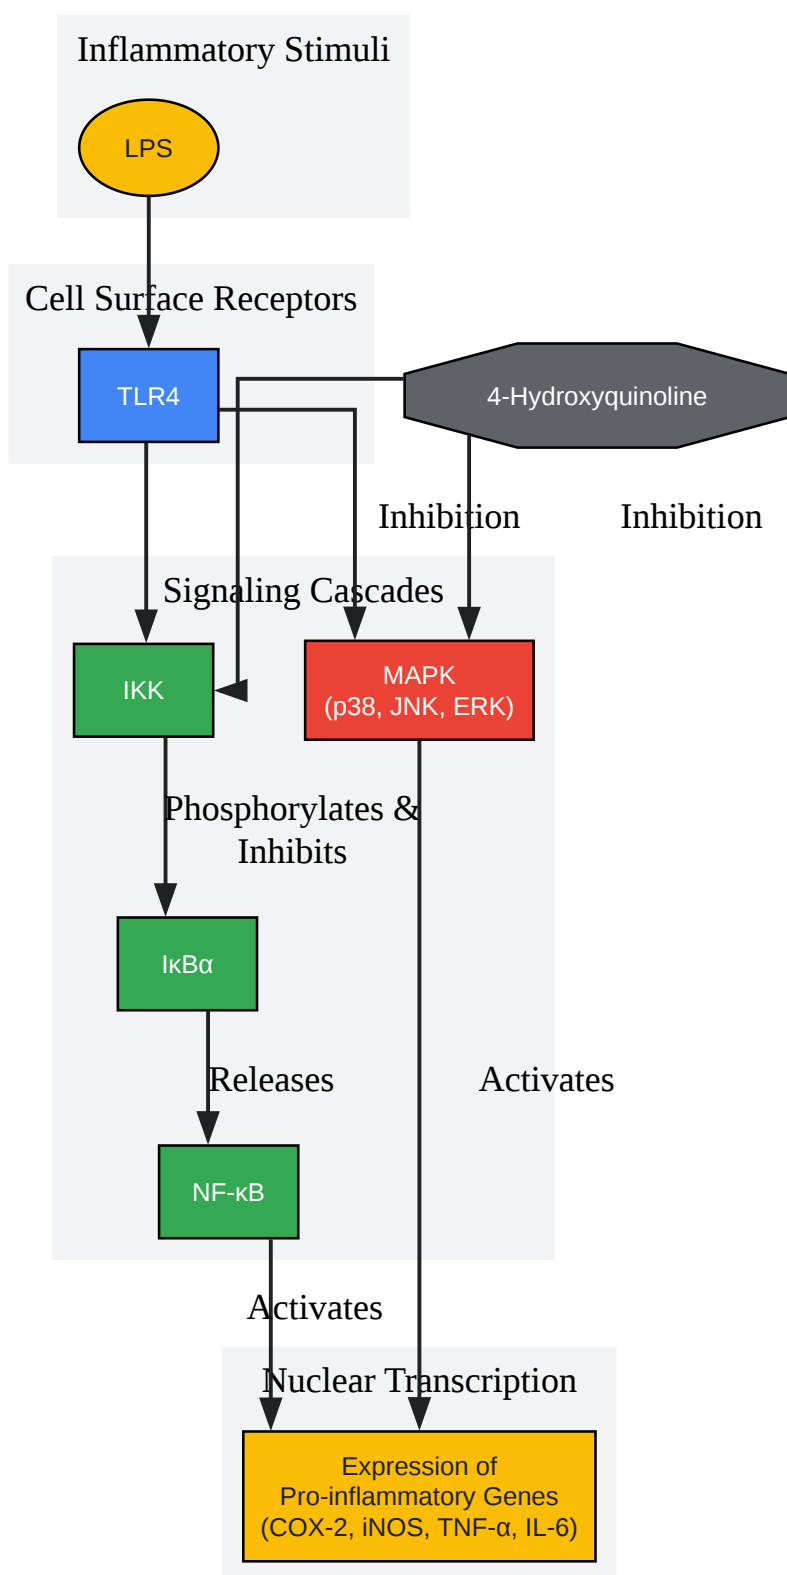 Inflammatory Stimuli
LPS
Cell Surface Receptors
TLR4
4-Hydroxyquinoline
Inhibition
Inhibition
Signaling Cascades
IKK
MAPK
(p38, JNK, ERK)
Phosphorylates &
Inhibits
IκBα
Releases
Activates
NF-κB
Activates
Nuclear Transcription
Expression of
Pro-inflammatory Genes
(COX-2, iNOS, TNF-α, IL-6)